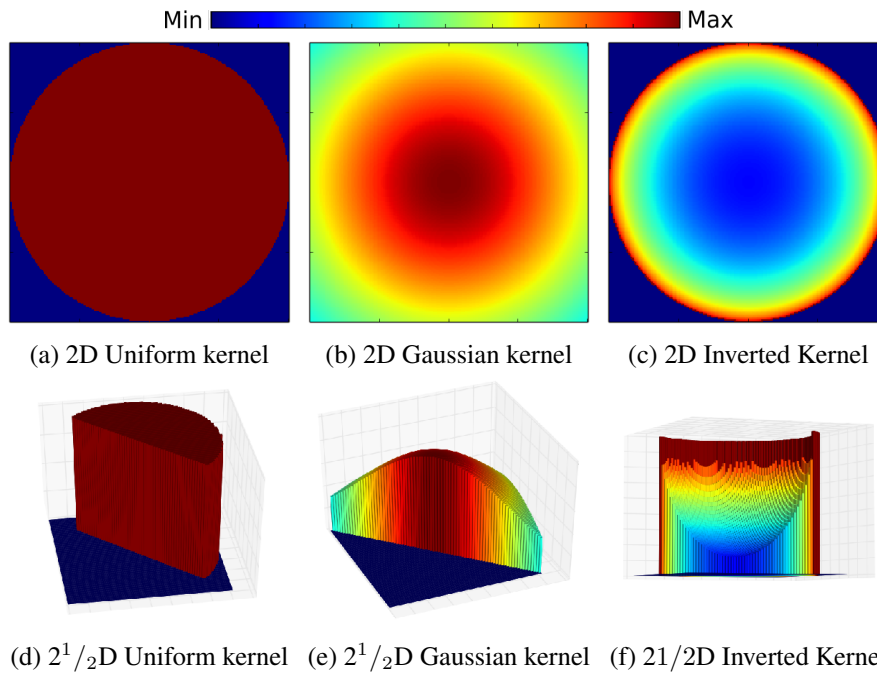 Min Max
(a) 2D Uniform kernel (b) 2D Gaussian kernel (c) 2D Inverted Kernel
(d) 2¹/₂D Uniform kernel (e) 2¹/₂D Gaussian kernel (f) 21/2D Inverted Kerne